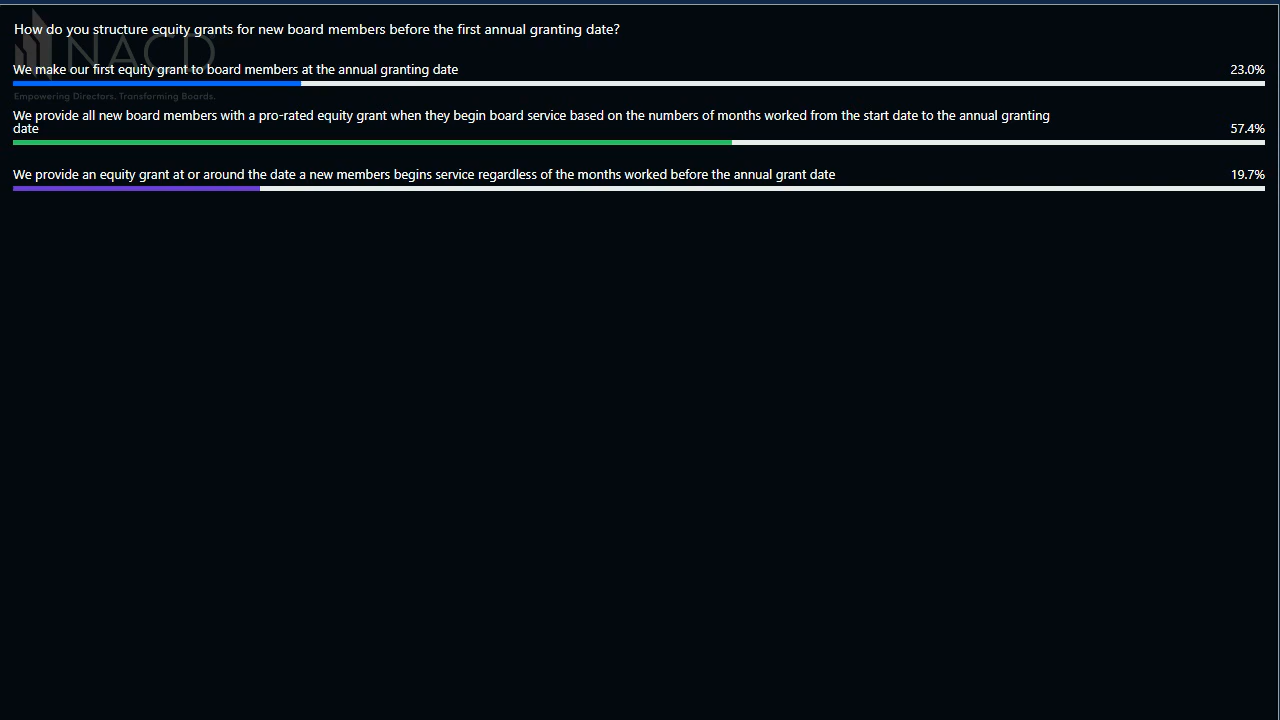 How do you structure equity grants for new board members before the first annual granting date?
NACD
We make our first equity grant to board members at the annual granting date 23.0%
Empowering Directors. Transforming Boards.
We provide all new board members with a pro-rated equity grant when they begin board service based on the numbers of months worked from the start date to the annual granting
date 57.4%
We provide an equity grant at or around the date a new members begins service regardless of the months worked before the annual grant date 19.7%